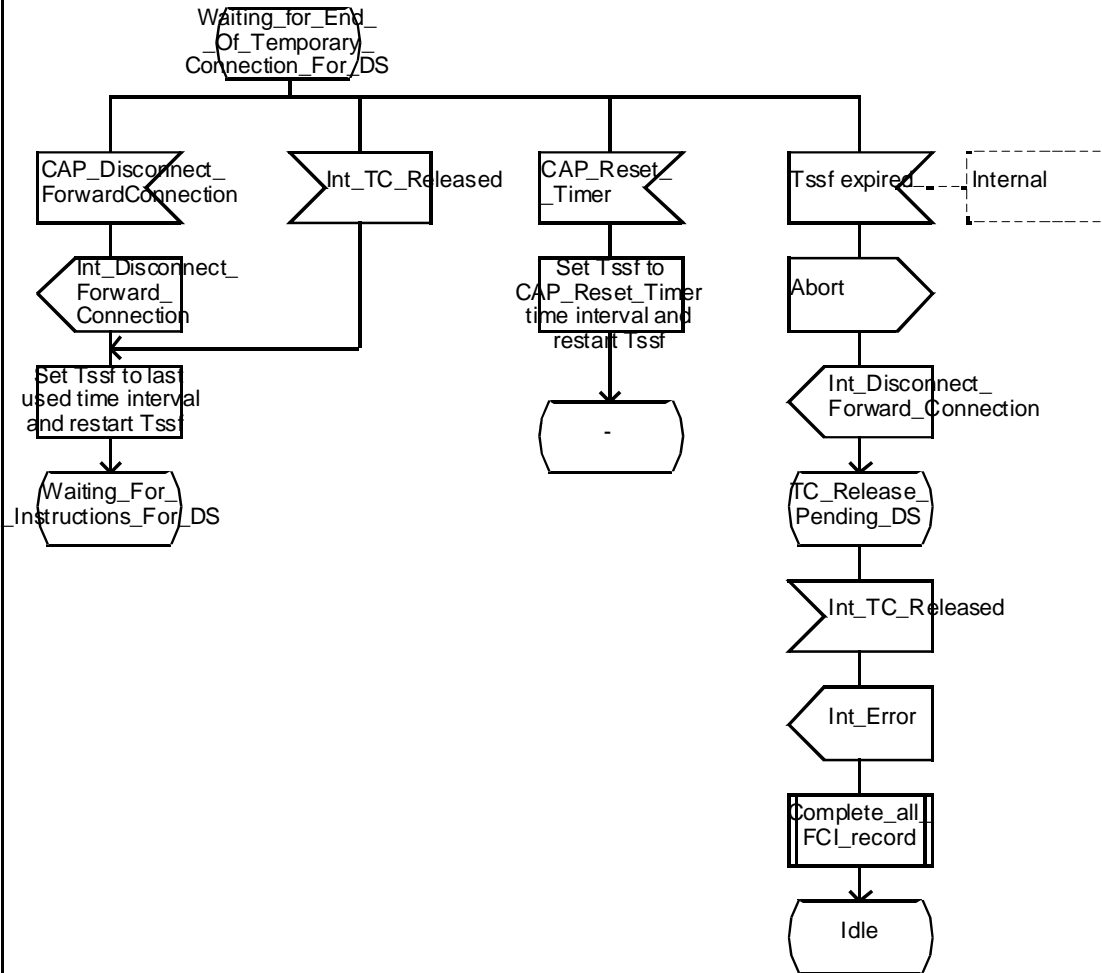 Waiting_for_End_
_Of_Temporary_
Connection_For_DS
CAP_Disconnect_
ForwardConnection
Int_TC_Released
CAP_Reset_
_Timer
Tssf expired
Internal
Int_Disconnect_
Forward_
Connection
Set Tssf to
CAP_Reset_Timer
time interval and
restart Tssf
Abort
Set Tssf to last
used time interval
and restart Tssf
Int_Disconnect_
Forward_Connection
-
Waiting_For_
_Instructions_For_DS
TC_Release_
Pending_DS
Int_TC_Released
Int_Error
Complete_all_
FCI_record
Idle